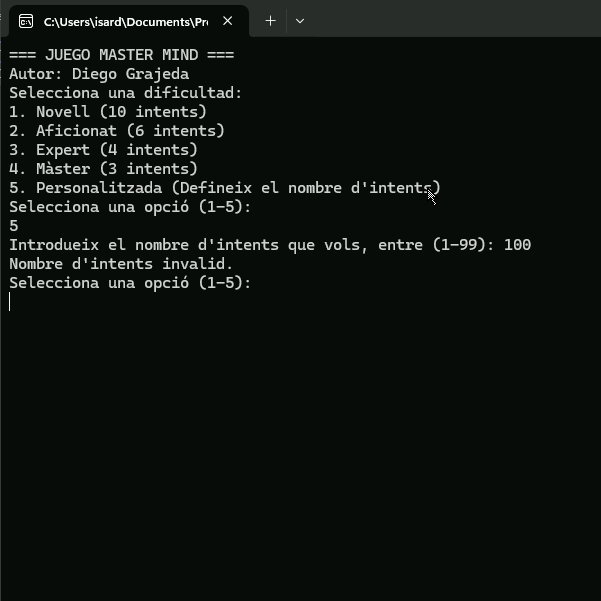 C:\Users\isard\Documents\Pr
=== JUEGO MASTER MIND ===
Autor: Diego Grajeda
Selecciona una dificultad:
1. Novell (10 intents)
2. Aficionat (6 intents)
3. Expert (4 intents)
4. Màster (3 intents)
5. Personalitzada (Defineix el nombre d'intents)
Selecciona una opció (1-5):
5
Introdueix el nombre d'intents que vols, entre (1-99): 100
Nombre d'intents invalid.
Selecciona una opció (1-5):